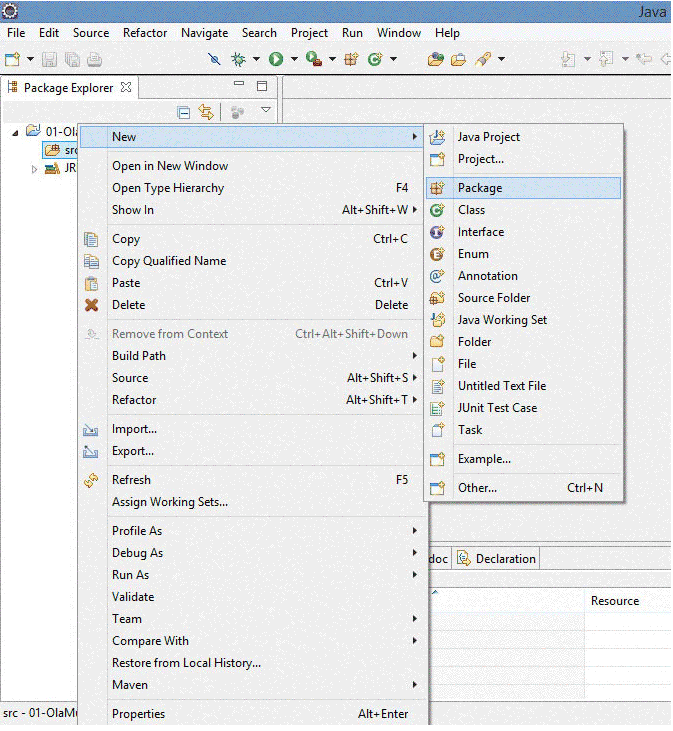 Java
File Edit Source Refactor Navigate Search Project Run Window Help
Package Explorer
01-Ola
src
JR
New
Open in New Window
Open Type Hierarchy F4
Show In Alt+Shift+W
Copy Ctrl+C
Copy Qualified Name
Paste Ctrl+V
Delete Delete
Remove from Context Ctrl+Alt+Shift+Down
Build Path
Source Alt+Shift+S
Refactor Alt+Shift+T
Import...
Export...
Refresh F5
Assign Working Sets...
Profile As
Debug As
Run As
Validate
Team
Compare With
Restore from Local History...
Maven
Properties Alt+Enter
Java Project
Project...
Package
Class
Interface
Enum
Annotation
Source Folder
Java Working Set
Folder
File
Untitled Text File
JUnit Test Case
Task
Example...
Other... Ctrl+N
doc Declaration
Resource
src - 01-OlaM